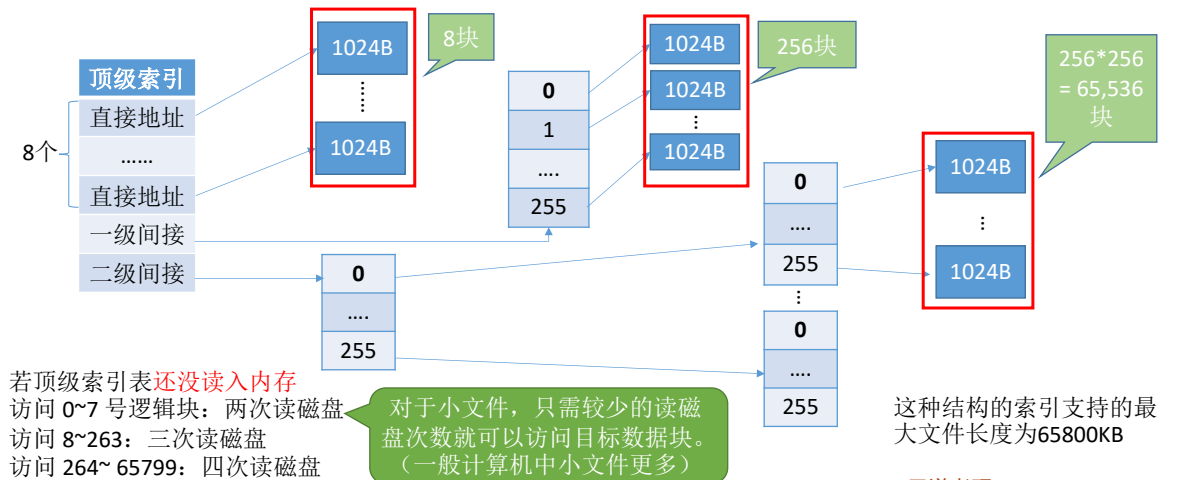 顶级索引
直接地址
……
直接地址
一级间接
二级间接
8个
1024B
……
1024B
8块
0
1
….
255
1024B
1024B
…
1024B
256块
0
….
255
0
….
255
…
0
….
255
1024B
…
1024B
256*256
= 65,536
块
若顶级索引表还没读入内存
访问 0~7 号逻辑块：两次读磁盘
访问 8~263：三次读磁盘
访问 264~ 65799：四次读磁盘
对于小文件，只需较少的读磁
盘次数就可以访问目标数据块。
（一般计算机中小文件更多）
这种结构的索引支持的最
大文件长度为65800KB